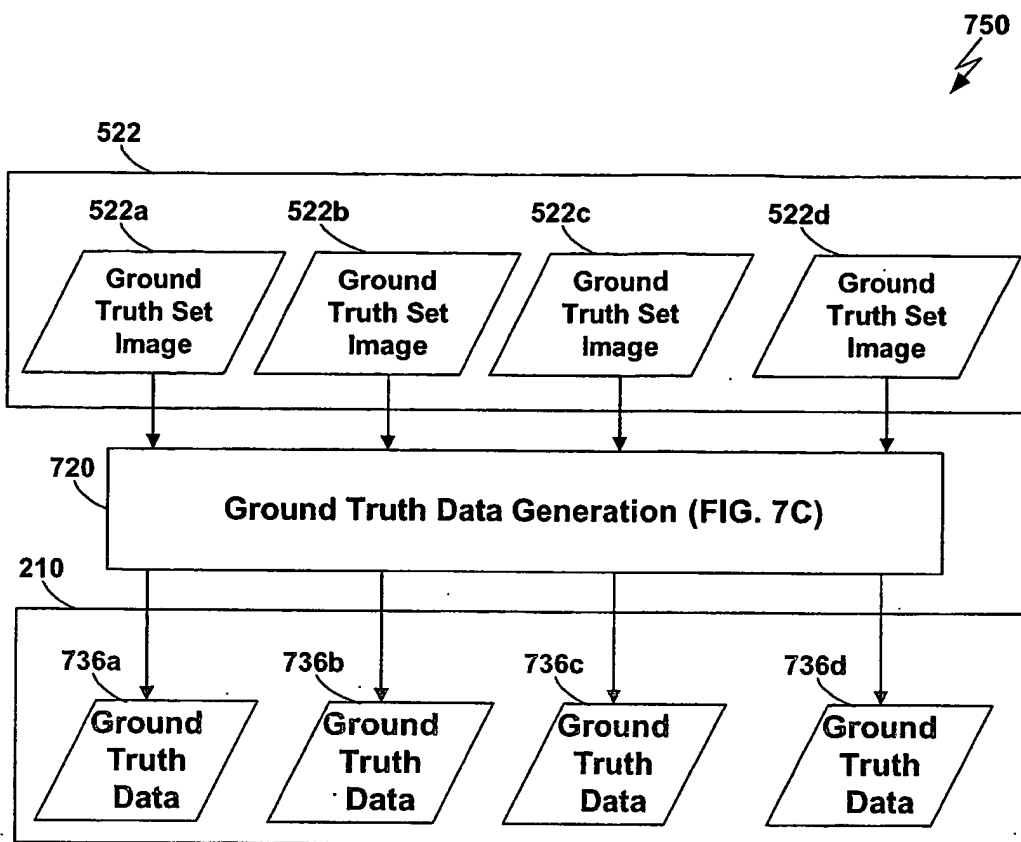 750
522
522a
522b
522c
522d
Ground
Truth Set
Image
Ground
Truth Set
Image
Ground
Truth Set
Image
Ground
Truth Set
Image
720
Ground Truth Data Generation (FIG. 7C)
210
736a
736b
736c
736d
Ground
Truth
Data
Ground
Truth
Data
Ground
Truth
Data
Ground
Truth
Data